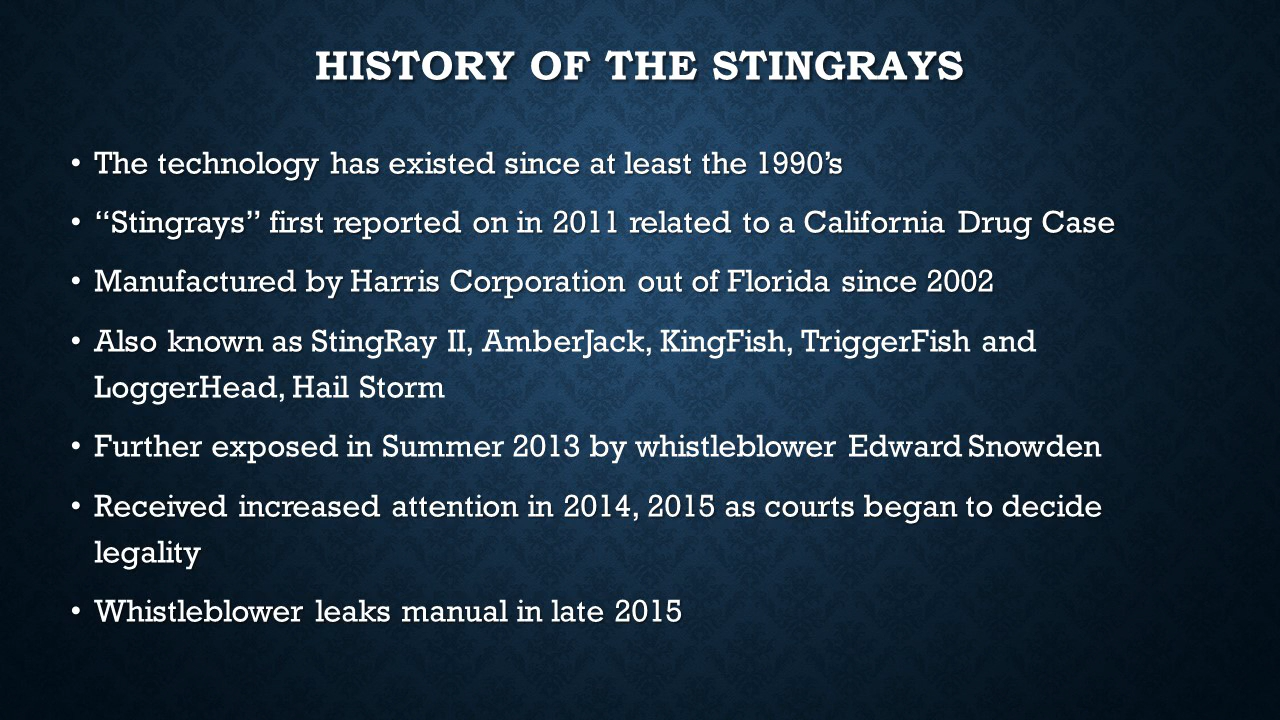 HISTORY OF THE STINGRAYS
• The technology has existed since at least the 1990’s
• “Stingrays” first reported on in 2011 related to a California Drug Case
• Manufactured by Harris Corporation out of Florida since 2002
• Also known as StingRay II, AmberJack, KingFish, TriggerFish and
LoggerHead, Hail Storm
• Further exposed in Summer 2013 by whistleblower Edward Snowden
• Received increased attention in 2014, 2015 as courts began to decide
legality
• Whistleblower leaks manual in late 2015